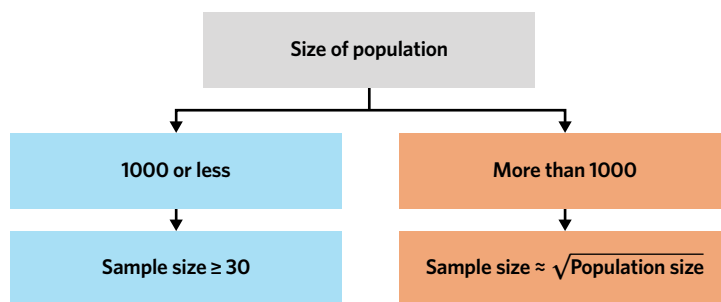 Size of population
1000 or less
More than 1000
Sample size ≥ 30
Sample size ≈ √Population size